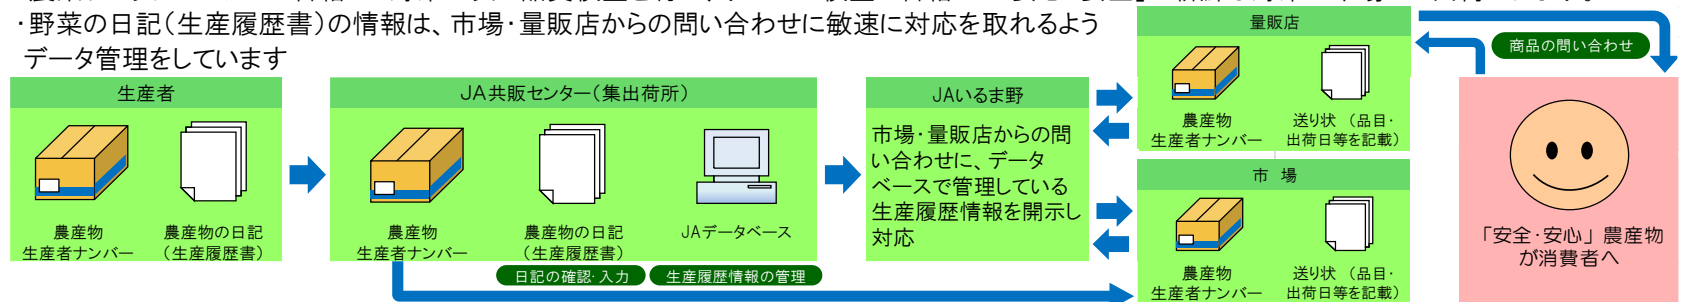 ・野菜の日記(生産履歴書)の情報は、市場・量販店からの問い合わせに敏速に対応を取れるよう
データ管理をしています
生産者
農産物
生産者ナンバー
農産物の日記
(生産履歴書)
JA共販センター(集出荷所)
農産物
生産者ナンバー
農産物の日記
(生産履歴書)
JAデータベース
日記の確認・入力
生産履歴情報の管理
JAいるま野
市場・量販店からの問
い合わせに、データ
ベースで管理している
生産履歴情報を開示し
対応
量販店
農産物
生産者ナンバー
送り状 (品目・
出荷日等を記載)
市 場
農産物
生産者ナンバー
送り状 (品目・
出荷日等を記載)
商品の問い合わせ
「安全・安心」農産物
が消費者へ